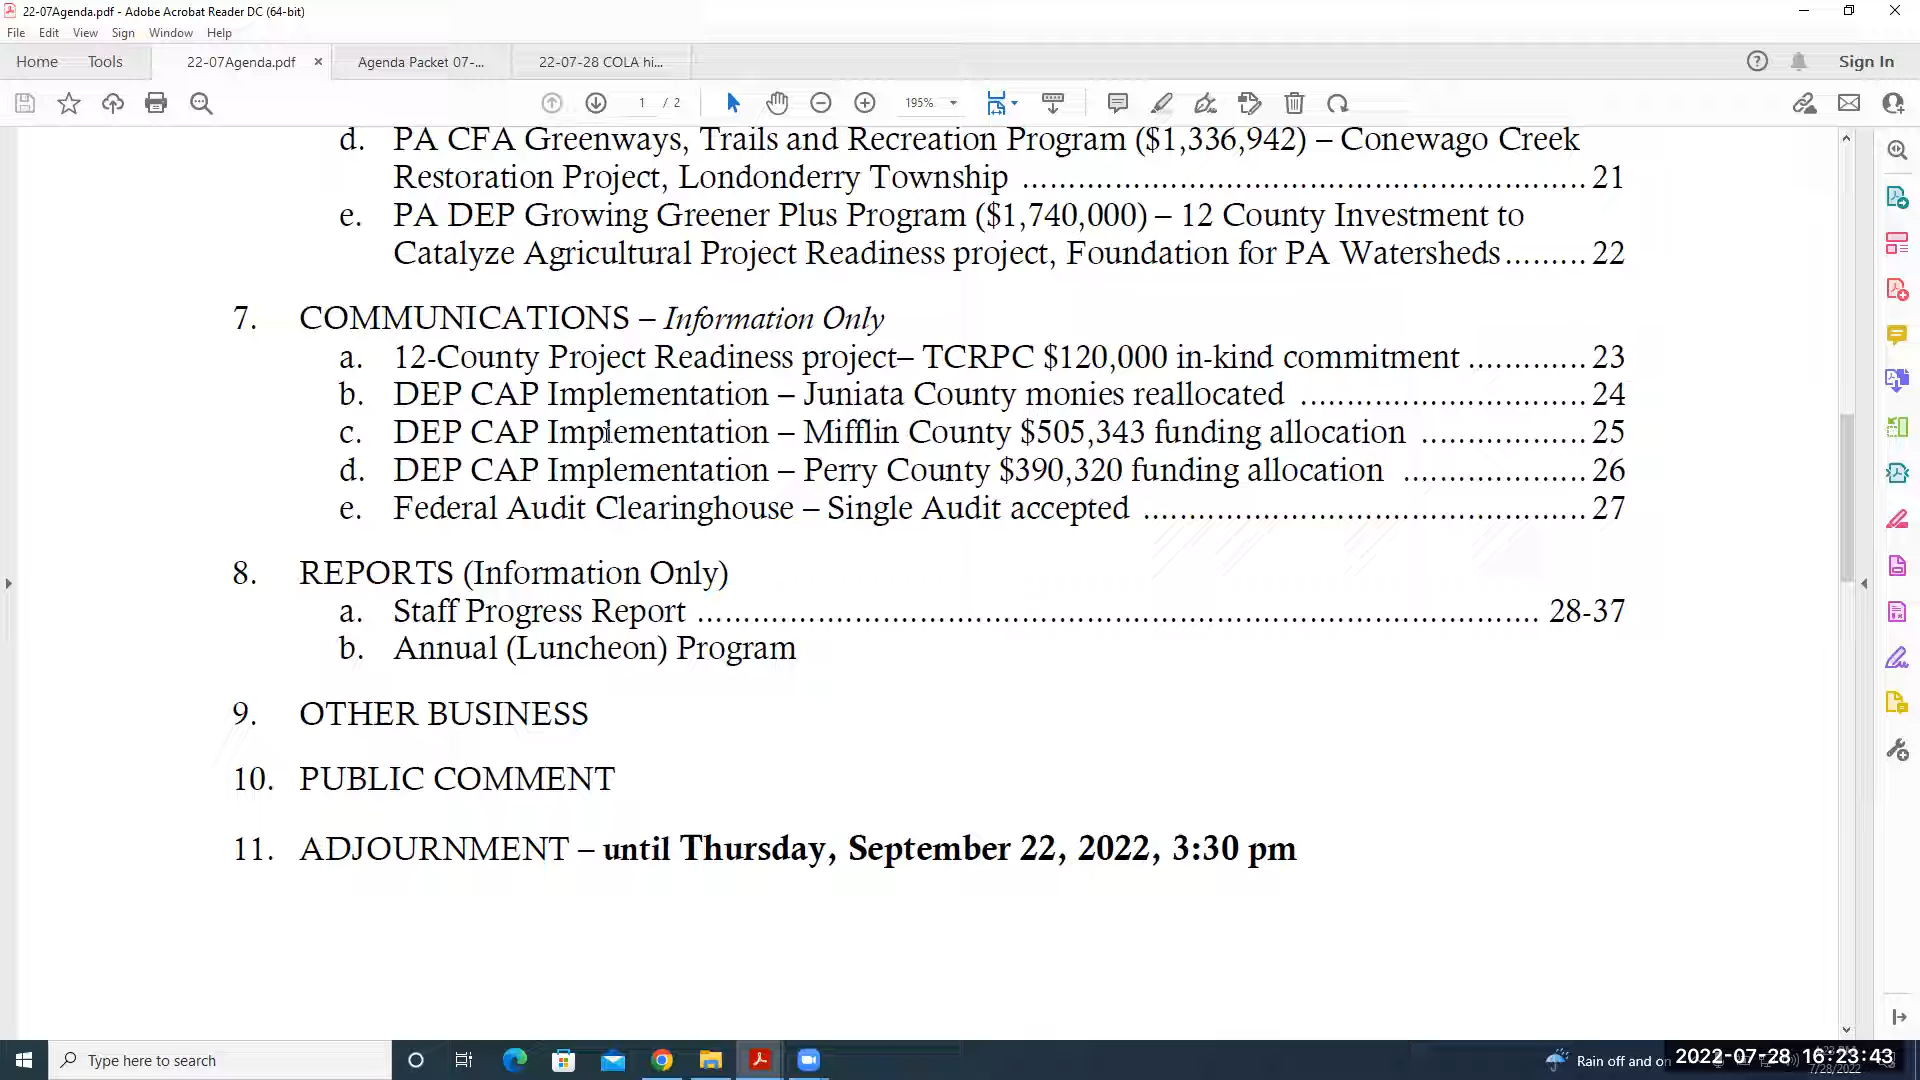 22-07Agenda.pdf - Adobe Acrobat Reader DC (64-bit)
File Edit View Sign Window Help
Home Tools 22-07Agenda.pdf × Agenda Packet 07-... 22-07-28 COLA hi... Sign In
1 / 2 195%
d. PA CFA Greenways, Trails and Recreation Program ($1,336,942) – Conewago Creek
Restoration Project, Londonderry Township ........ 21
e. PA DEP Growing Greener Plus Program ($1,740,000) – 12 County Investment to
Catalyze Agricultural Project Readiness project, Foundation for PA Watersheds ......... 22
7. COMMUNICATIONS – Information Only
a. 12-County Project Readiness project– TCRPC $120,000 in-kind commitment ............ 23
b. DEP CAP Implementation – Juniata County monies reallocated ........ 24
c. DEP CAP Implementation – Mifflin County $505,343 funding allocation ........ 25
d. DEP CAP Implementation – Perry County $390,320 funding allocation ........ 26
e. Federal Audit Clearinghouse – Single Audit accepted ........ 27
8. REPORTS (Information Only)
a. Staff Progress Report ........ 28-37
b. Annual (Luncheon) Program
9. OTHER BUSINESS
10. PUBLIC COMMENT
11. ADJOURNMENT – until Thursday, September 22, 2022, 3:30 pm
Type here to search
Rain off and on
2022-07-28 16:23:43
7/28/2022